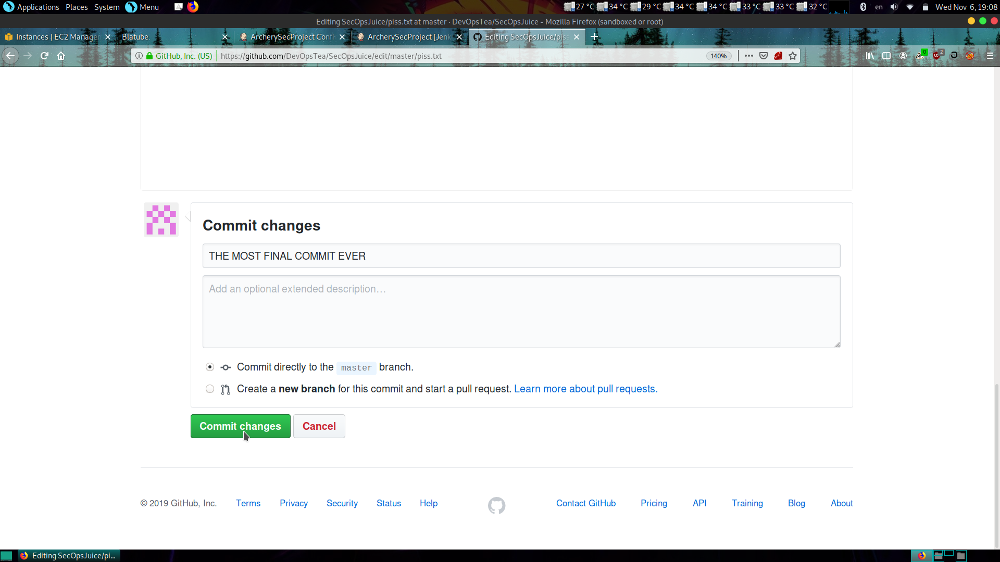 Applications Places System Menu 27 °C 34 °C 29 °C 34 °C 34 °C 33 °C 33 °C 32 °C en Wed Nov 6, 19:08
Editing SecOpsJuice/piss.txt at master · DevOpsTea/SecOpsJuice - Mozilla Firefox (sandboxed or root)
Instances | EC2 Manage Blatube ArcherySecProject Confi ArcherySecProject [Jenk Editing SecOpsJuice/piss
GitHub, Inc. (US) https://github.com/DevOpsTea/SecOpsJuice/edit/master/piss.txt 140% 0 2
Commit changes
THE MOST FINAL COMMIT EVER
Add an optional extended description…
Commit directly to the master branch.
Create a new branch for this commit and start a pull request. Learn more about pull requests.
Commit changes Cancel
© 2019 GitHub, Inc. Terms Privacy Security Status Help Contact GitHub Pricing API Training Blog About
Editing SecOpsJuice/pi...